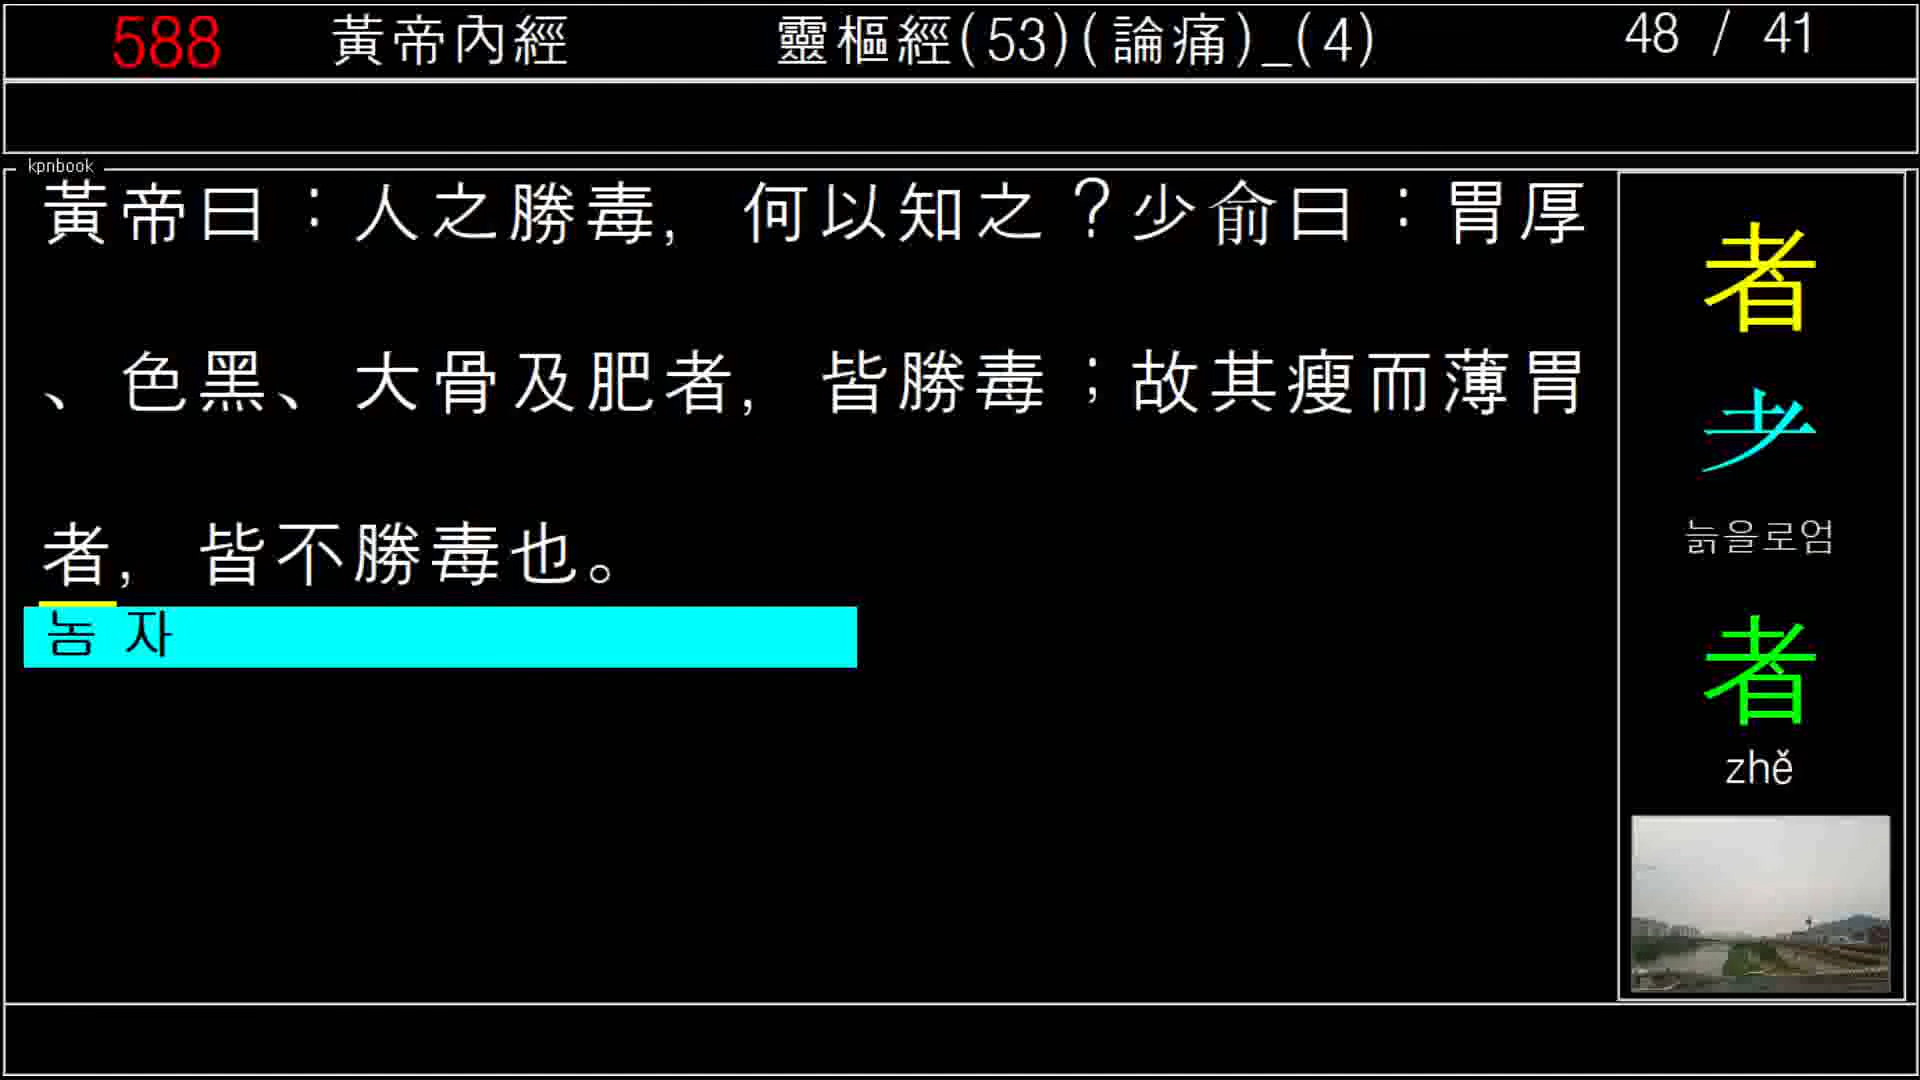 588 黃帝內經 靈樞經(53)(論痛)_(4) 48 / 41
kpnbook
黃帝曰：人之勝毒, 何以知之？少俞曰：胃厚
、色黑、大骨及肥者, 皆勝毒；故其瘦而薄胃
者, 皆不勝毒也。
놈 자
者
耂
늙을로엄
者
zhě